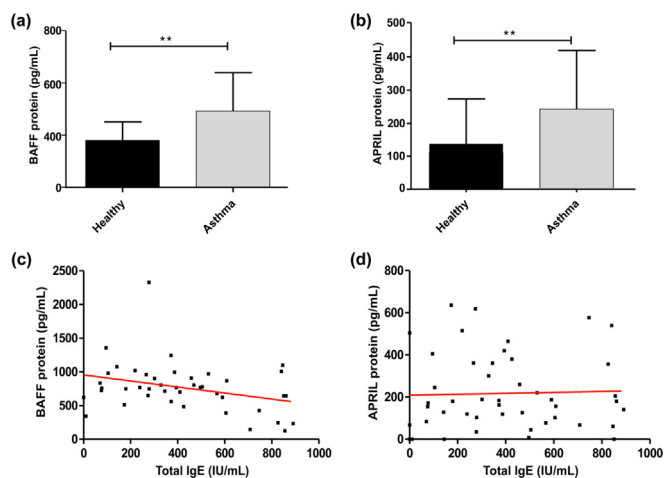 (a)
**
BAFF protein (pg/mL)
800
600
400
0
Healthy
Asthma
(b)
**
APRIL protein (pg/mL)
500
400
300
200
100
0
Healthy
Asthma
(c)
BAFF protein (pg/mL)
2500
2000
1500
1000
500
0
0 200 400 600 800 1000
Total IgE (IU/mL)
(d)
APRIL protein (pg/mL)
800
600
400
200
0
0 200 400 600 800 1000
Total IgE (IU/mL)